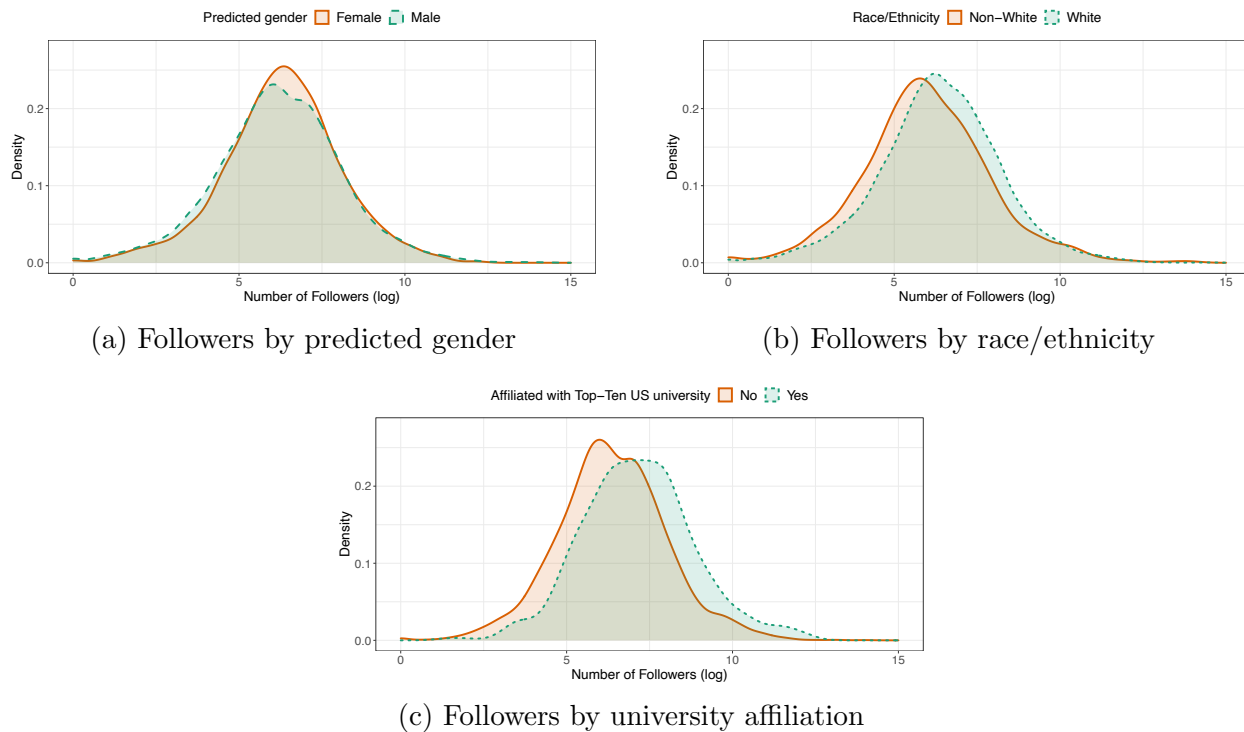 Predicted gender Female Male
Density
0.2
0.1
0.0
0 5 10 15
Number of Followers (log)
(a) Followers by predicted gender
Race/Ethnicity Non−White White
Density
0.2
0.1
0.0
0 5 10 15
Number of Followers (log)
(b) Followers by race/ethnicity
Affiliated with Top−Ten US university No Yes
Density
0.2
0.1
0.0
0 5 10 15
Number of Followers (log)
(c) Followers by university affiliation